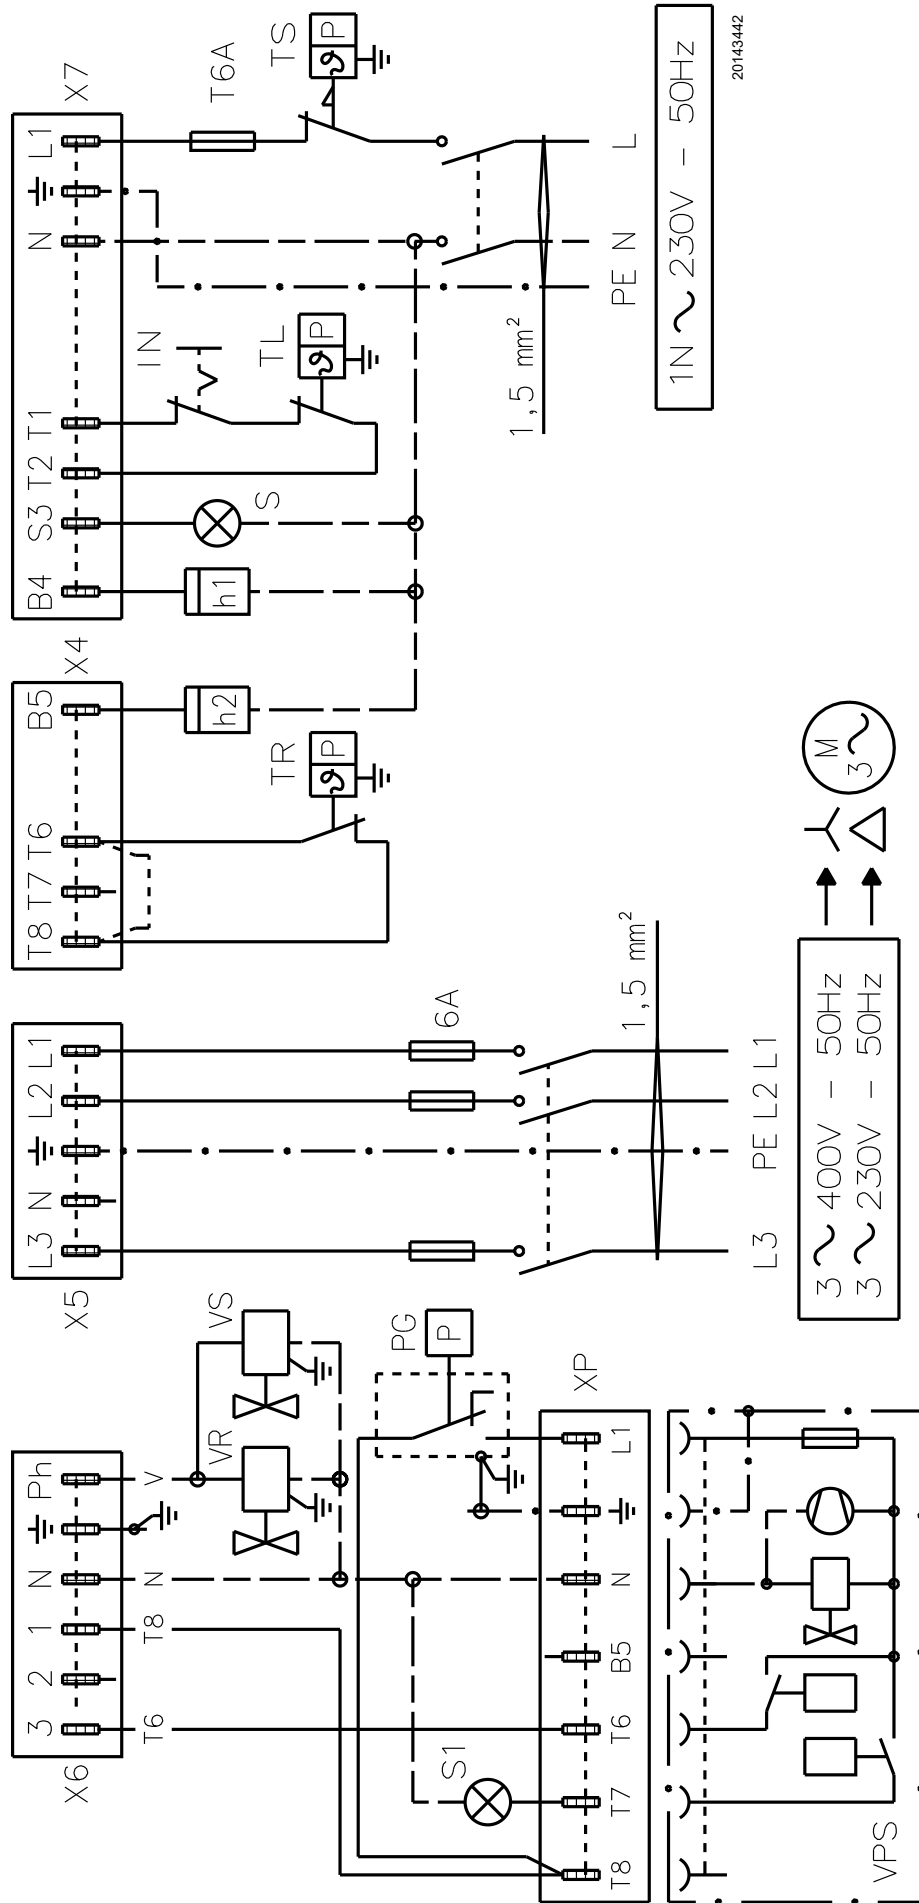 X7
L1
N
T1
T2
S3
B4
T6A
TS
P
IN
TL
P
S
h1
L
N
PE
1,5 mm²
1N ~ 230V - 50Hz
20143442
X4
B5
T6
T7
T8
h2
TR
P
X5
L1
L2
N
L3
6A
1,5 mm²
L1
L2
PE
L3
3 ~ 400V - 50Hz
3 ~ 230V - 50Hz
M
3 ~
X6
Ph
N
1
2
3
V
N
T8
T6
VS
VR
PG
P
S1
XP
L1
N
B5
T6
T7
T8
VPS